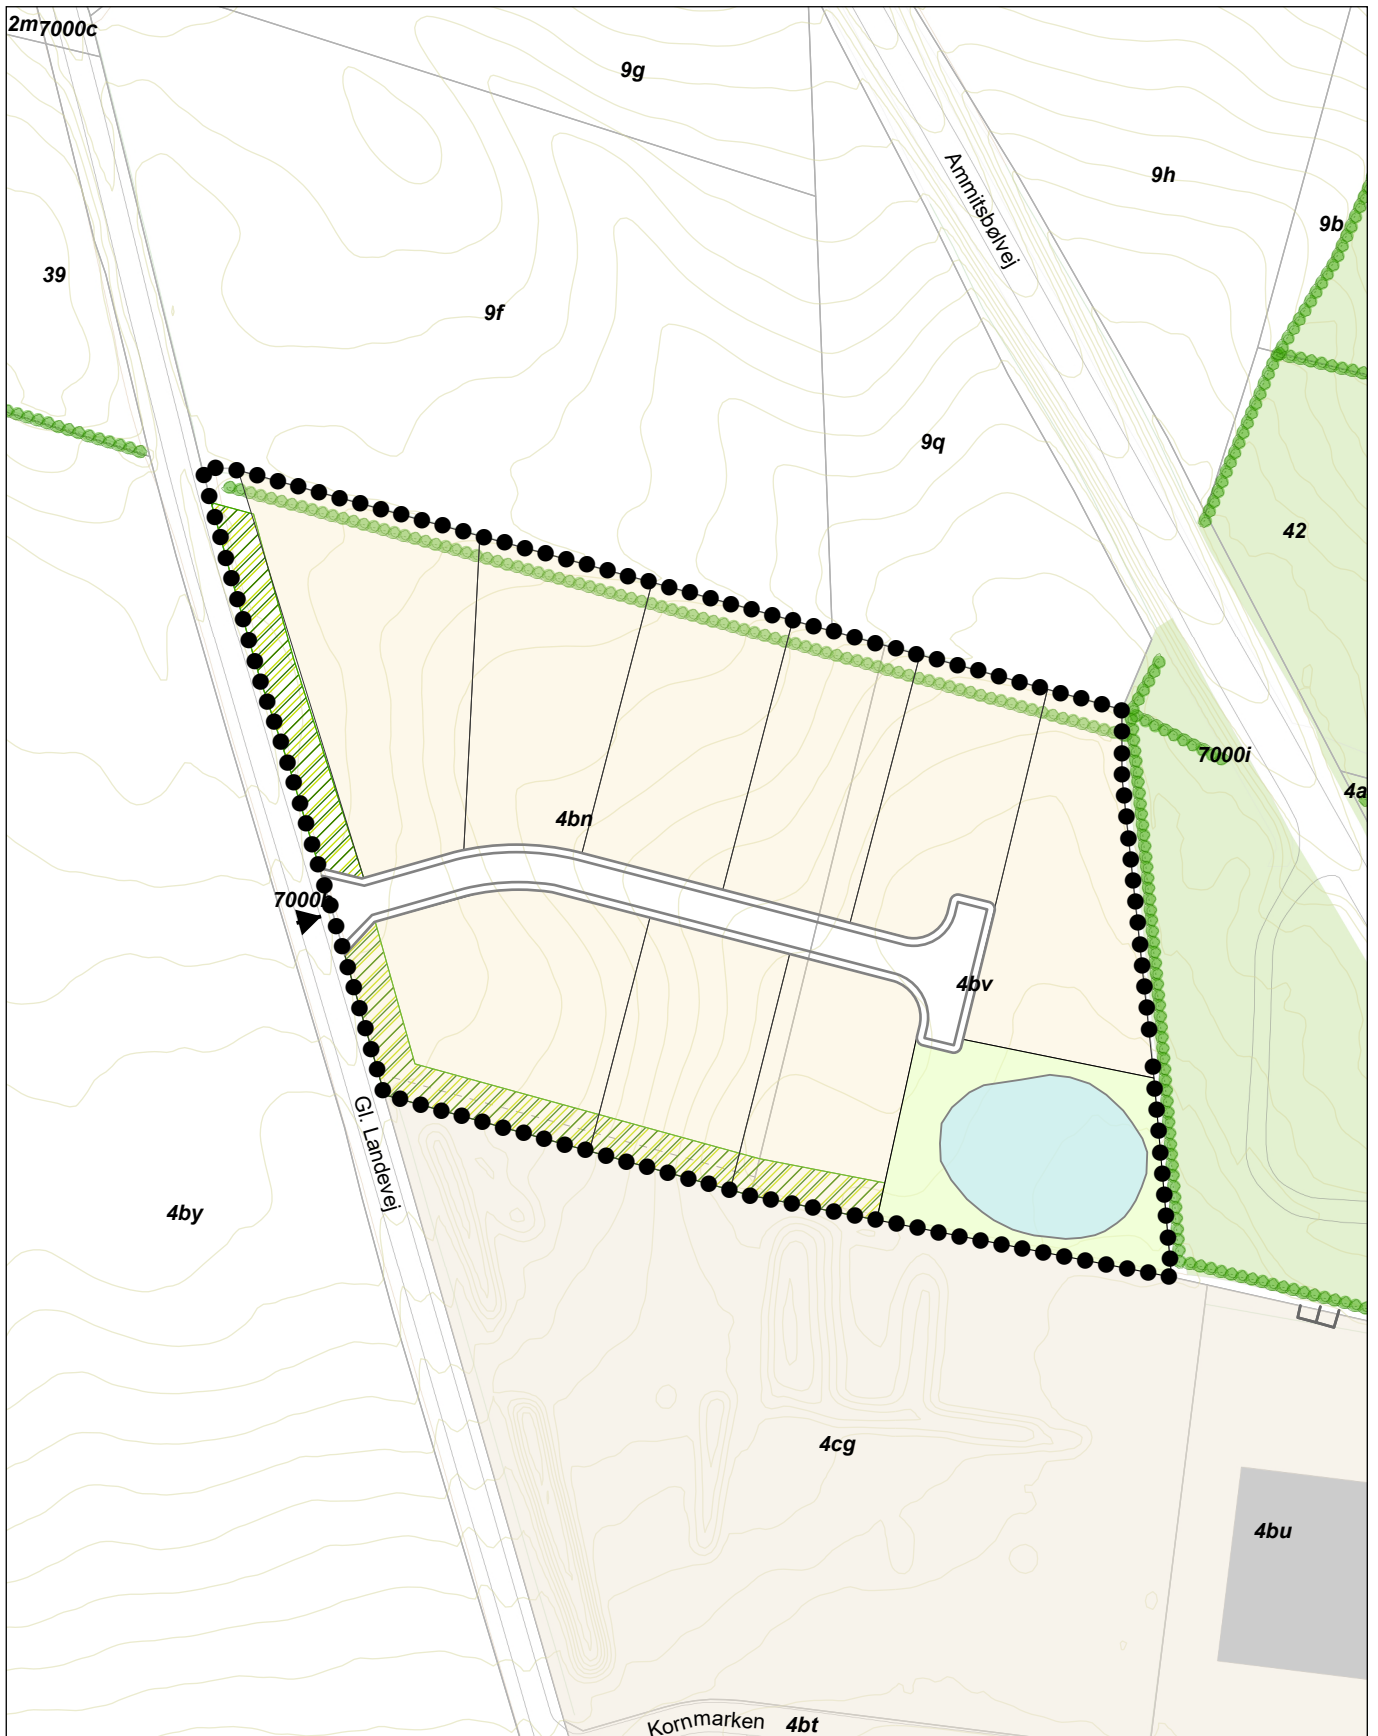 2m
7000c
9g
9h
9b
Ammitsbølvej
39
9f
9q
42
7000i
4a
4bn
7000
4bv
Gl. Landevej
4by
4cg
4bu
Kornmarken
4bt